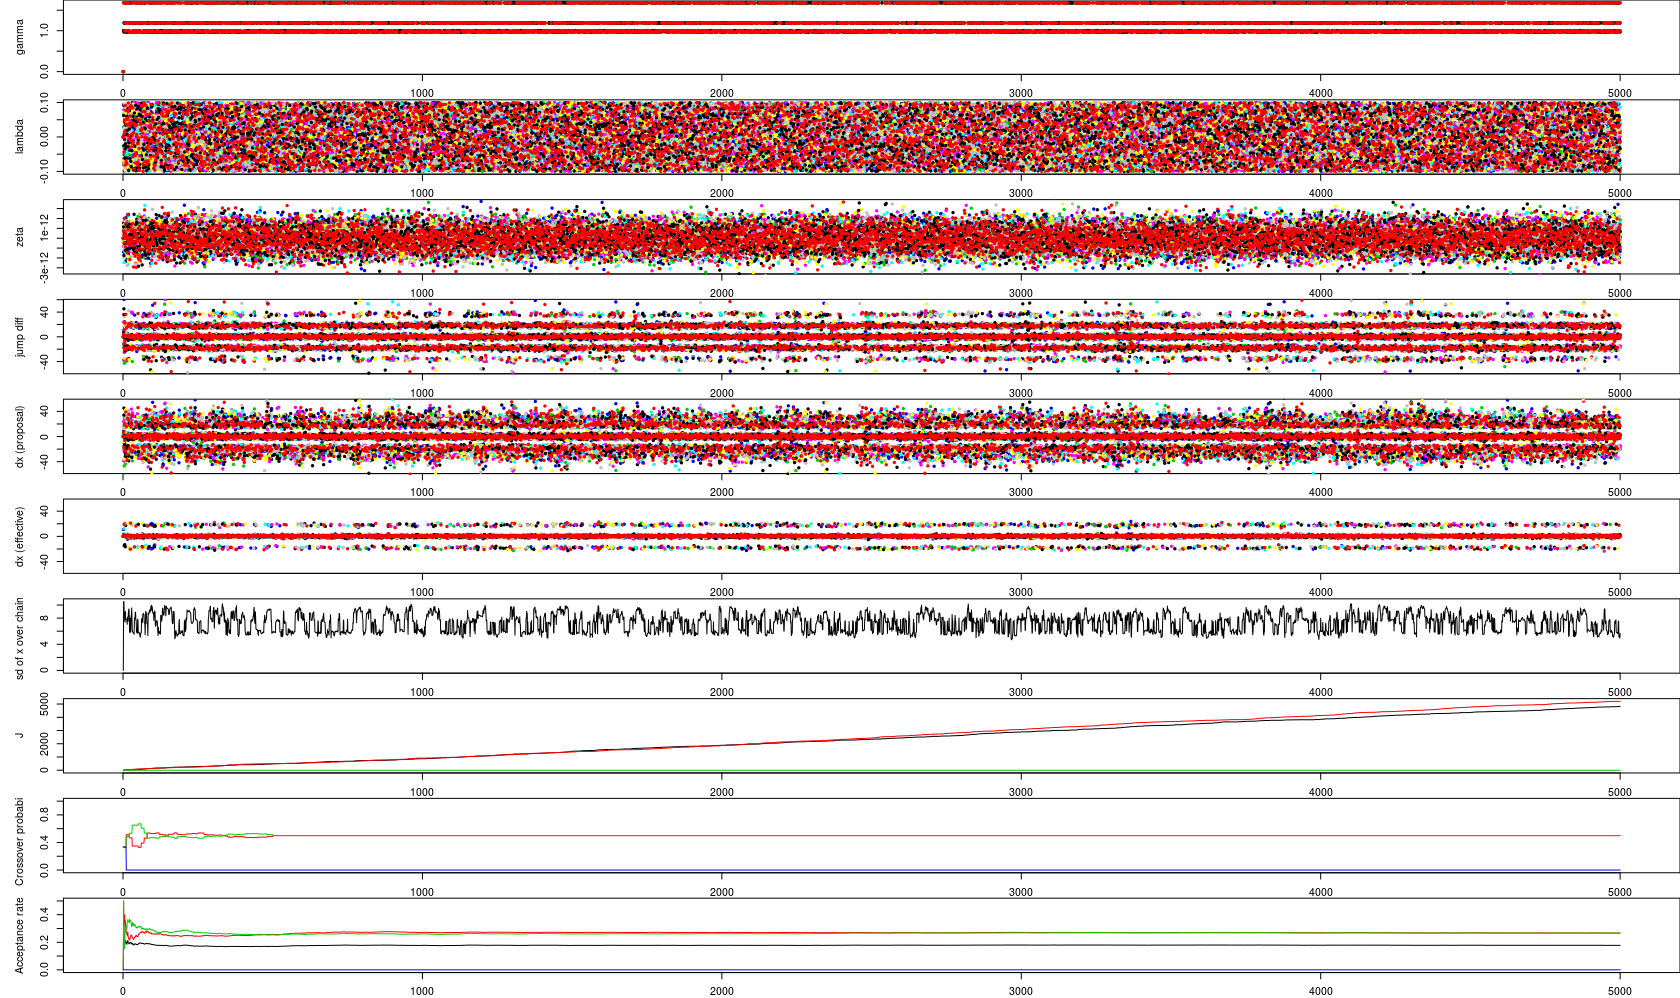 gamma
0.0 1.0
0 1000 2000 3000 4000 5000
lambda
-0.10 0.00 0.10
0 1000 2000 3000 4000 5000
zeta
-3e-12 1e-12
0 1000 2000 3000 4000 5000
jump diff
-40 0 40
0 1000 2000 3000 4000 5000
dx (proposal)
-40 0 40
0 1000 2000 3000 4000 5000
dx (effective)
-40 0 40
0 1000 2000 3000 4000 5000
sd of x over chain
0 4 8
0 1000 2000 3000 4000 5000
J
0 2000 5000
0 1000 2000 3000 4000 5000
Crossover probabi
0.0 0.4 0.8
0 1000 2000 3000 4000 5000
Acceptance rate
0.0 0.2 0.4
0 1000 2000 3000 4000 5000